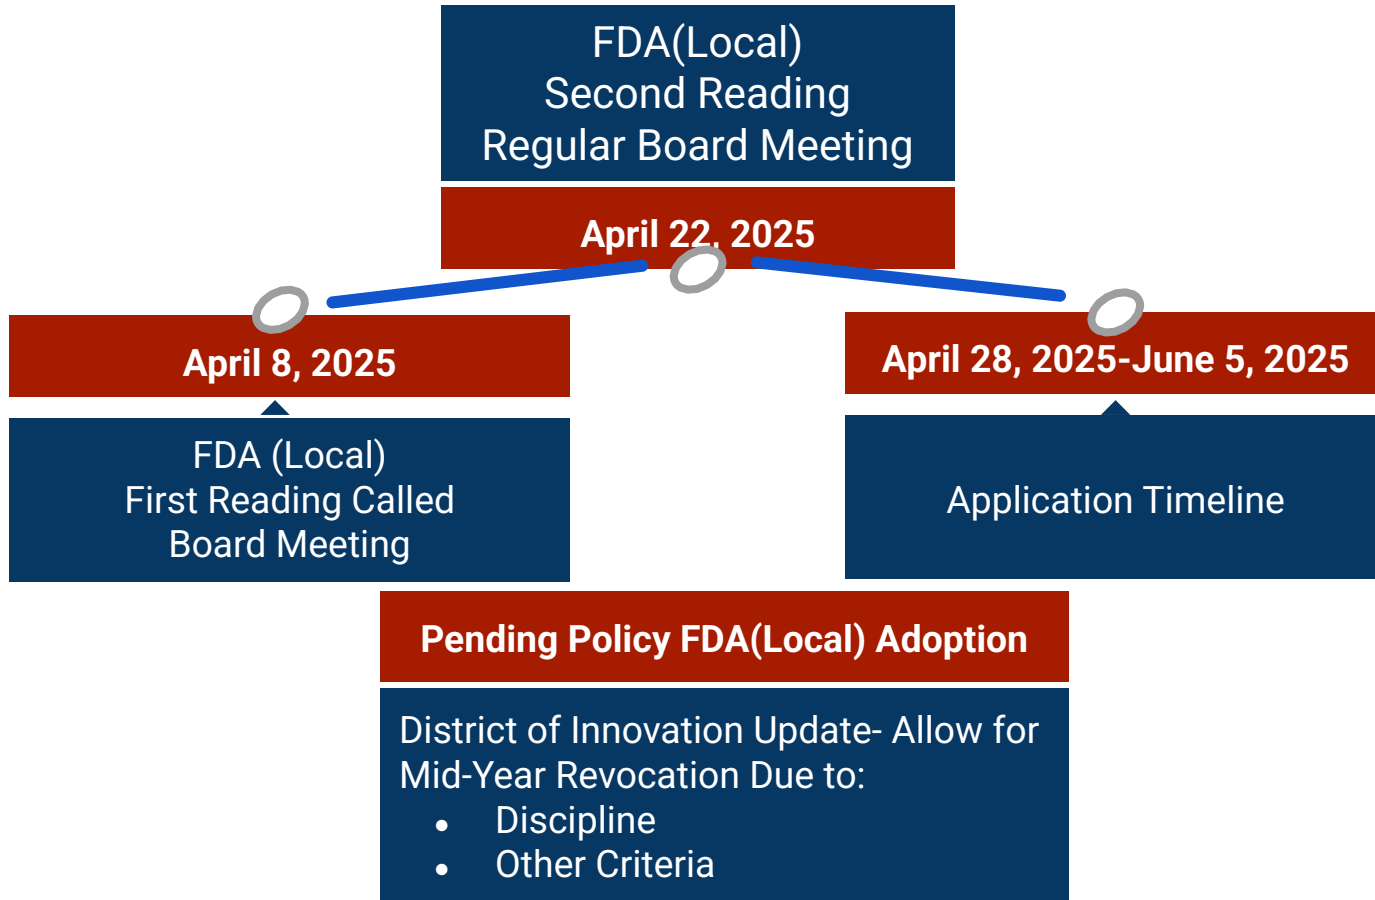 FDA(Local)
Second Reading
Regular Board Meeting
April 22, 2025
April 8, 2025
FDA (Local)
First Reading Called
Board Meeting
April 28, 2025-June 5, 2025
Application Timeline
Pending Policy FDA(Local) Adoption
District of Innovation Update- Allow for
Mid-Year Revocation Due to:
● Discipline
● Other Criteria